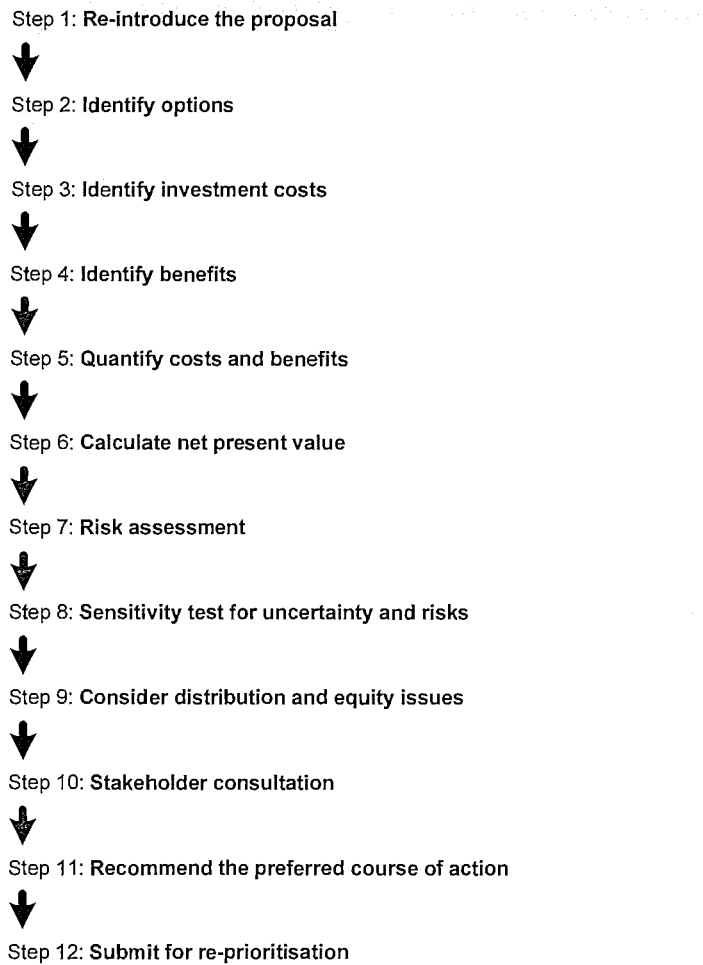 Step 1: Re-introduce the proposal
Step 2: Identify options
Step 3: Identify investment costs
Step 4: Identify benefits
Step 5: Quantify costs and benefits
Step 6: Calculate net present value
Step 7: Risk assessment
Step 8: Sensitivity test for uncertainty and risks
Step 9: Consider distribution and equity issues
Step 10: Stakeholder consultation
Step 11: Recommend the preferred course of action
Step 12: Submit for re-prioritisation